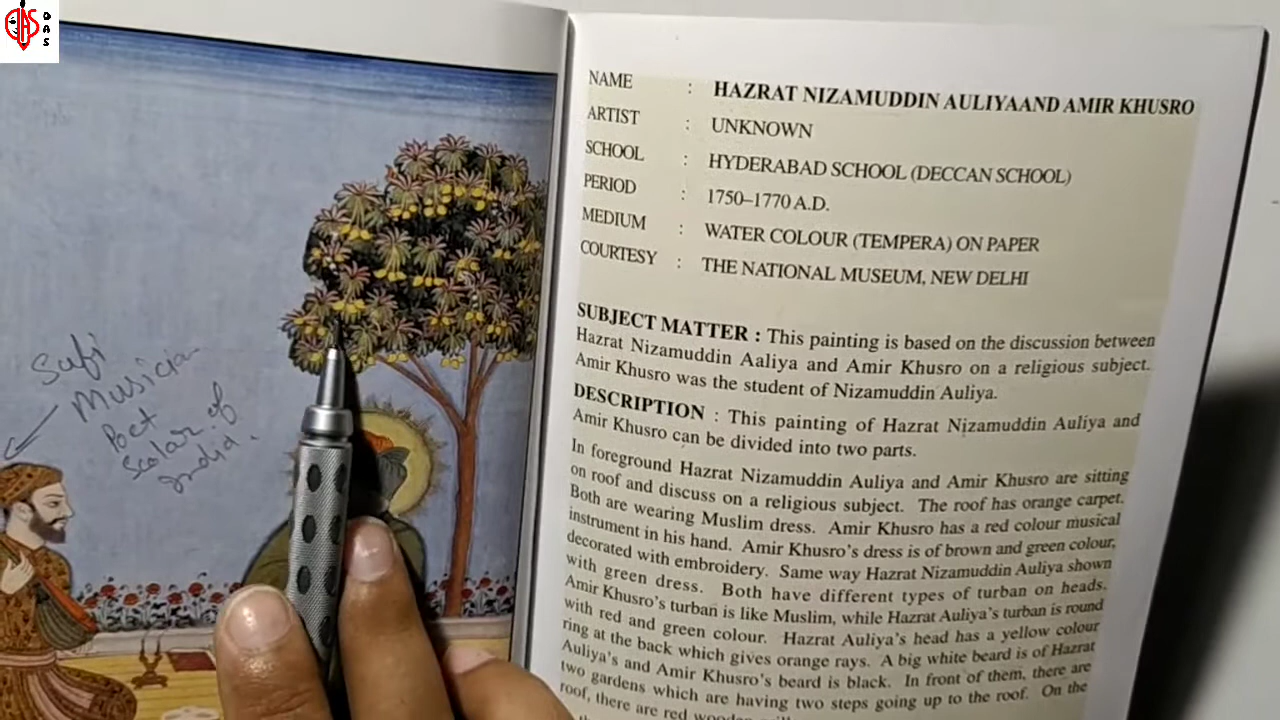 DAS
Sufi
Musician
Poet
Scalar of
India.
NAME : HAZRAT NIZAMUDDIN AULIYAAND AMIR KHUSRO
ARTIST : UNKNOWN
SCHOOL : HYDERABAD SCHOOL (DECCAN SCHOOL)
PERIOD : 1750–1770 A.D.
MEDIUM : WATER COLOUR (TEMPERA) ON PAPER
COURTESY : THE NATIONAL MUSEUM, NEW DELHI
SUBJECT MATTER : This painting is based on the discussion between
Hazrat Nizamuddin Aaliya and Amir Khusro on a religious subject.
Amir Khusro was the student of Nizamuddin Auliya.
DESCRIPTION : This painting of Hazrat Nizamuddin Auliya and
Amir Khusro can be divided into two parts.
In foreground Hazrat Nizamuddin Auliya and Amir Khusro are sitting
on roof and discuss on a religious subject. The roof has orange carpet.
Both are wearing Muslim dress. Amir Khusro has a red colour musical
instrument in his hand. Amir Khusro's dress is of brown and green colour,
decorated with embroidery. Same way Hazrat Nizamuddin Auliya shown
with green dress. Both have different types of turban on heads.
Amir Khusro's turban is like Muslim, while Hazrat Auliya's turban is round
with red and green colour. Hazrat Auliya's head has a yellow colour
ring at the back which gives orange rays. A big white beard is of Hazrat
Auliya's and Amir Khusro's beard is black. In front of them, there are
two gardens which are having two steps going up to the roof. On the
roof, there are red